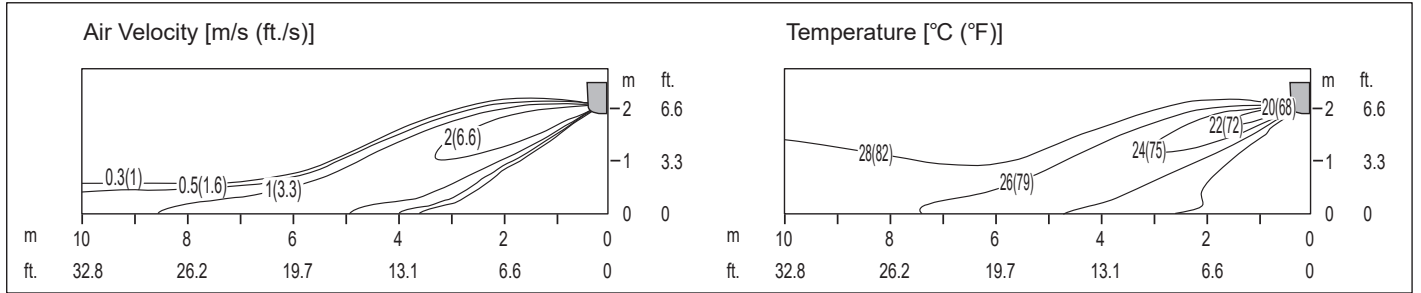 Air Velocity [m/s (ft./s)]
m ft.
2 6.6
2(6.6)
1 3.3
0.3(1)
0.5(1.6)
1(3.3)
0 0
m 10 8 6 4 2 0
ft. 32.8 26.2 19.7 13.1 6.6 0
Temperature [°C (°F)]
m ft.
20(68)
2 6.6
22(72)
24(75)
28(82)
1 3.3
26(79)
0 0
m 10 8 6 4 2 0
ft. 32.8 26.2 19.7 13.1 6.6 0